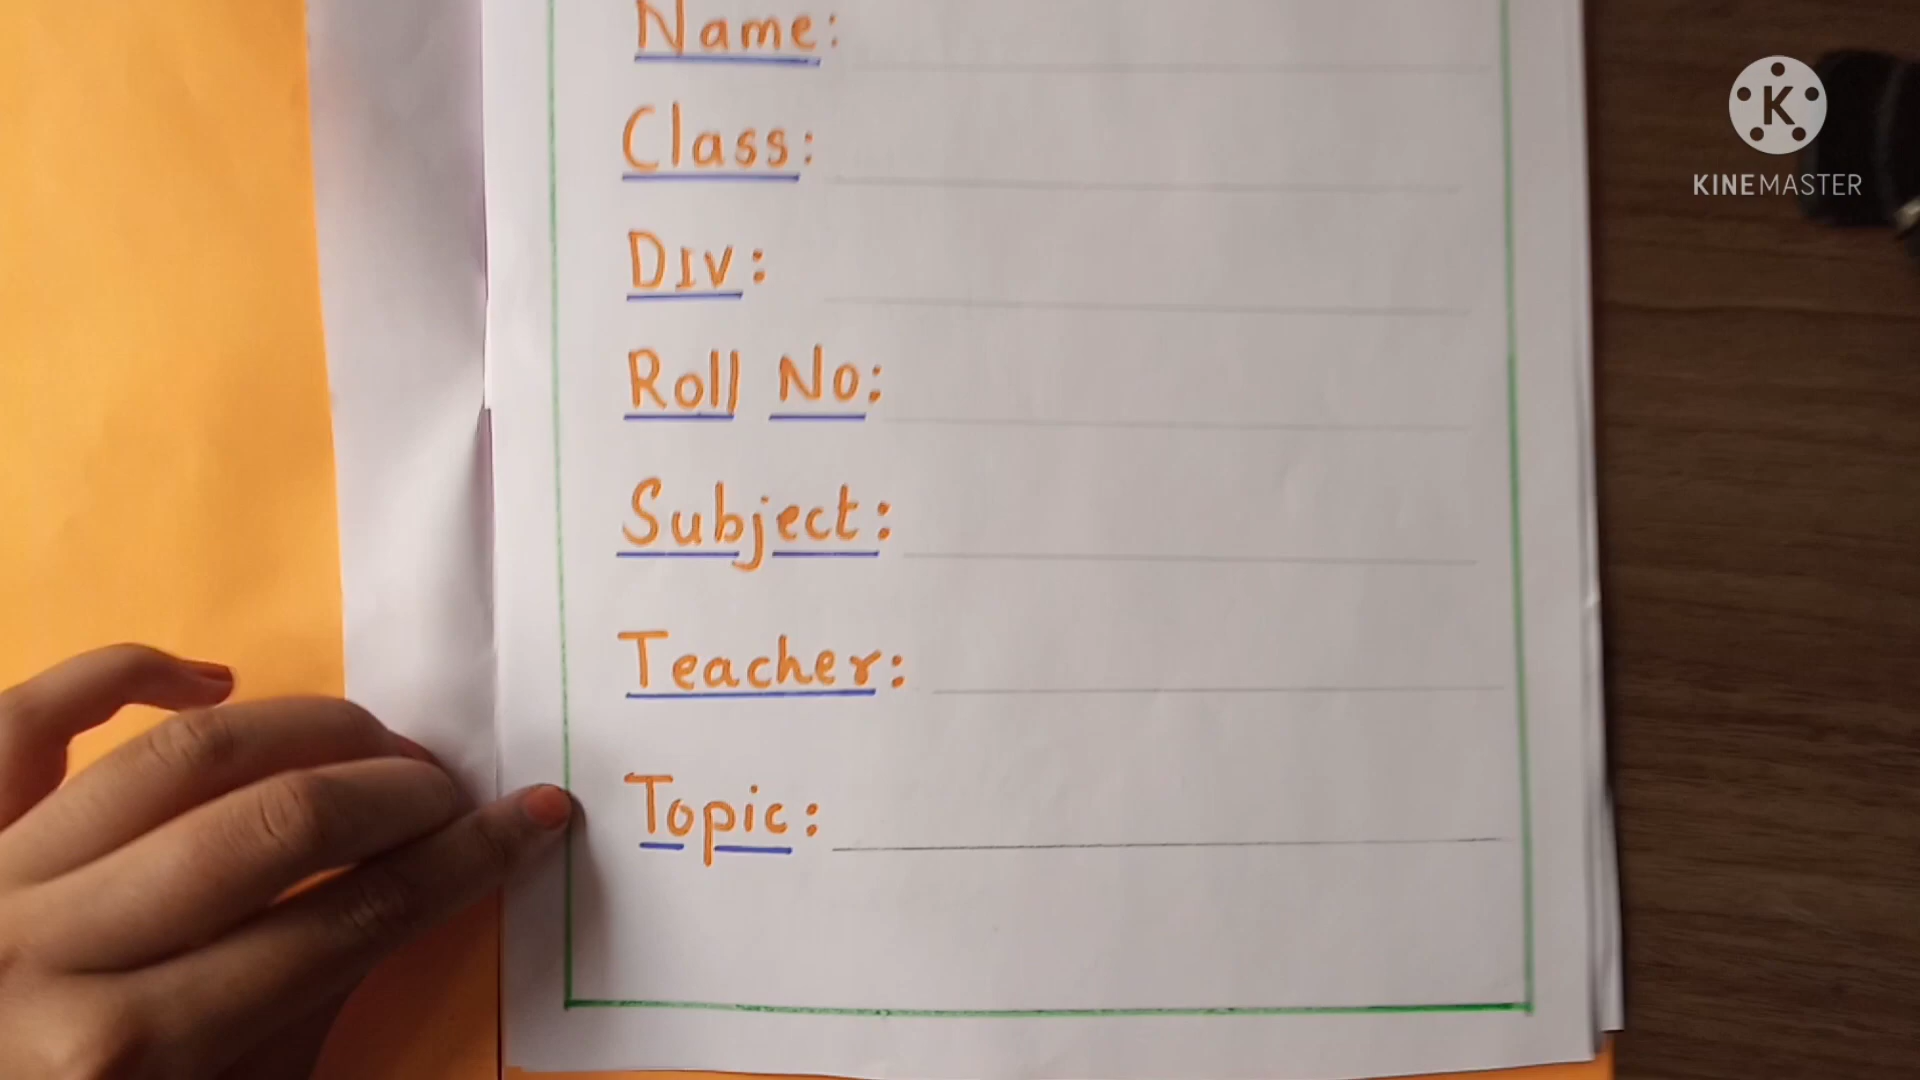 Name:
K
KINEMASTER
Class:
Div:
Roll No:
Subject:
Teacher:
Topic: